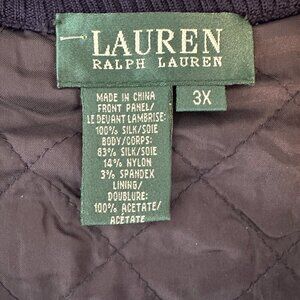 LAUREN
RALPH LAUREN
MADE IN CHINA
FRONT PANEL/
LE DEVANT LAMBRISE:
100% SILK/SOIE
BODY/CORPS:
83% SILK/SOIE
14% NYLON
3% SPANDEX
LINING/
DOUBLURE:
100% ACETATE/
ACÉTATE
3X